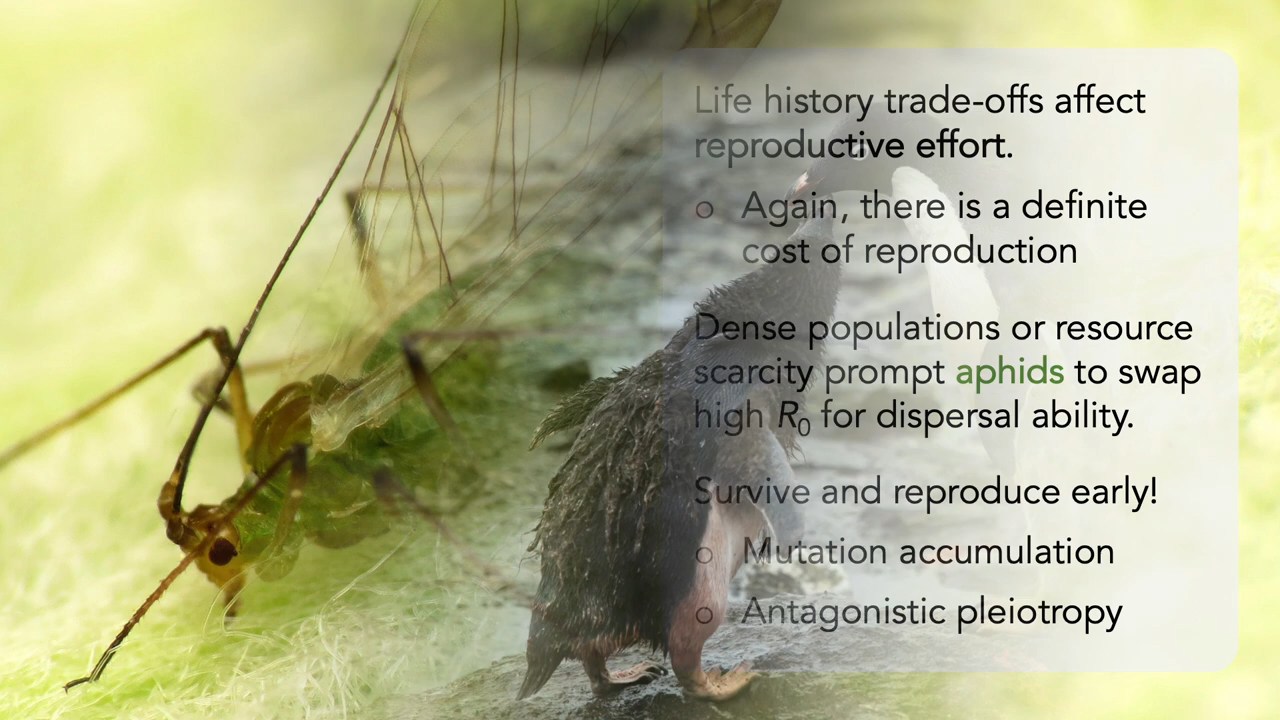 Life history trade-offs affect
reproductive effort.
○ Again, there is a definite
cost of reproduction
Dense populations or resource
scarcity prompt aphids to swap
high R₀ for dispersal ability.
Survive and reproduce early!
○ Mutation accumulation
○ Antagonistic pleiotropy